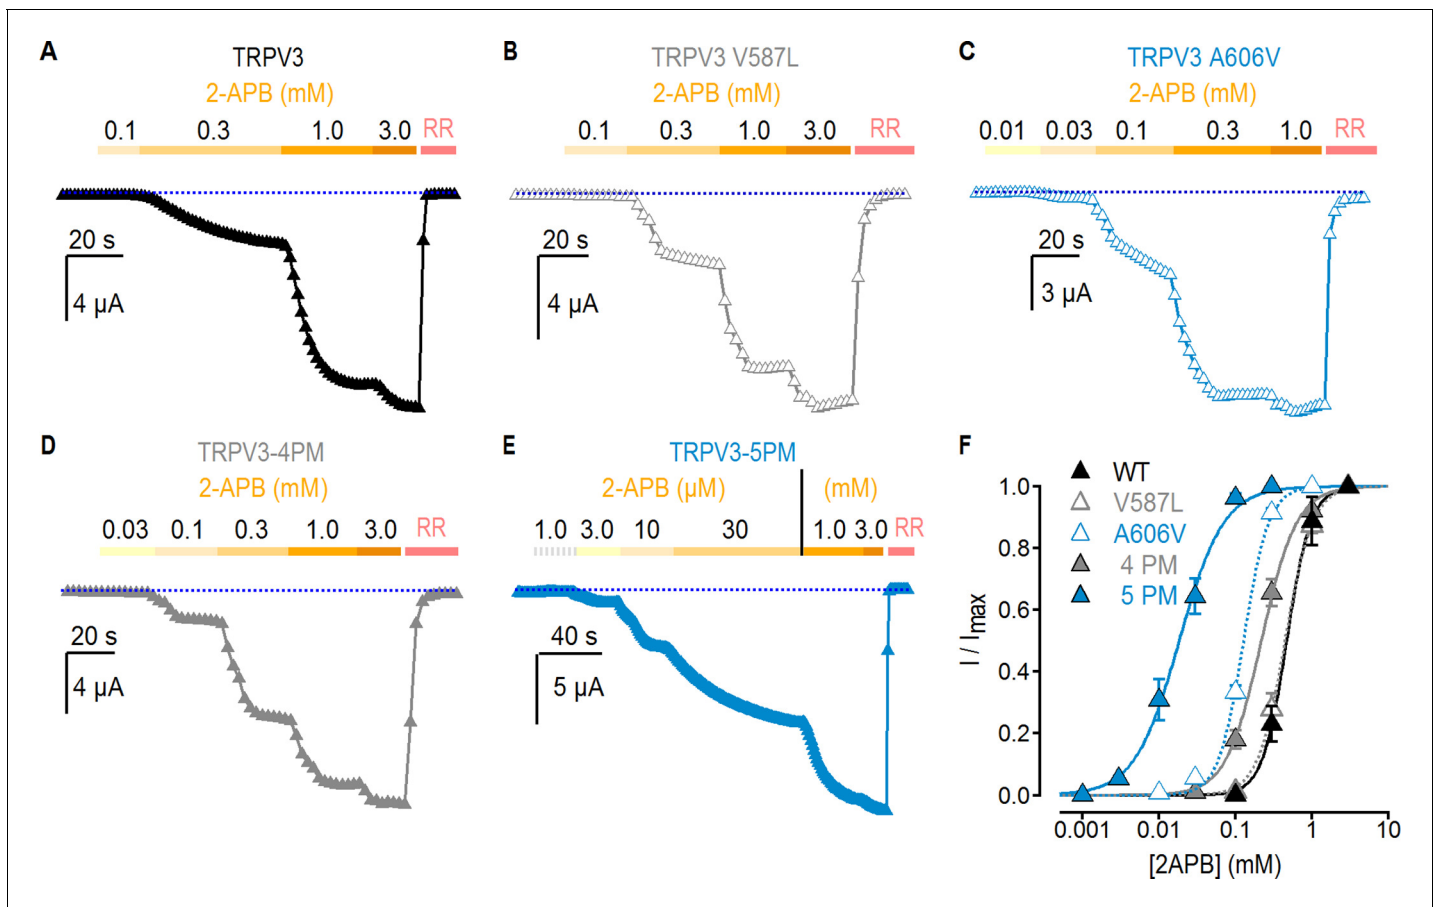 A
TRPV3
2-APB (mM)
0.1 0.3 1.0 3.0 RR
20 s
4 µA
B
TRPV3 V587L
2-APB (mM)
0.1 0.3 1.0 3.0 RR
20 s
4 µA
C
TRPV3 A606V
2-APB (mM)
0.01 0.03 0.1 0.3 1.0 RR
20 s
3 µA
D
TRPV3-4PM
2-APB (mM)
0.03 0.1 0.3 1.0 3.0 RR
20 s
4 µA
E
TRPV3-5PM
2-APB (µM) (mM)
1.0 3.0 10 30 1.0 3.0 RR
40 s
5 µA
F
WT
V587L
A606V
4 PM
5 PM
I / Imax
1.0
0.8
0.6
0.4
0.2
0.0
0.001 0.01 0.1 1 10
[2APB] (mM)